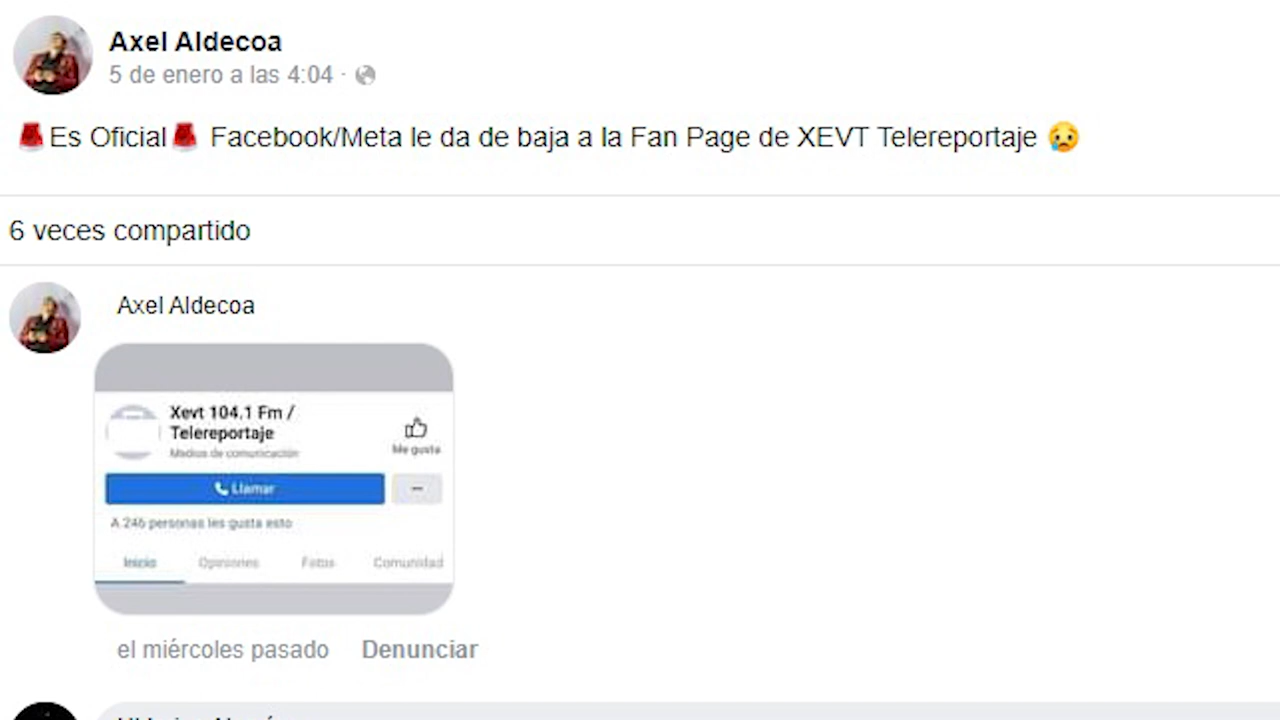 Axel Aldecoa
5 de enero a las 4:04 ·
Es Oficial Facebook/Meta le da de baja a la Fan Page de XEVT Telereportaje
6 veces compartido
Axel Aldecoa
Xevt 104.1 Fm /
Telereportaje
Me gusta
Medios de comunicación
Llamar
A 246 personas les gusta esto
Inicio Opiniones Fotos Comunidad
el miércoles pasado Denunciar